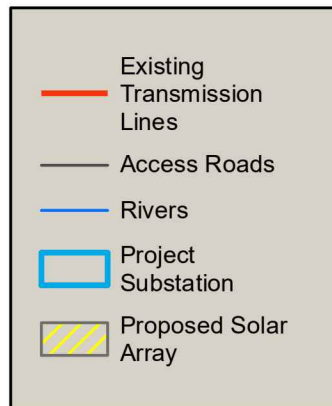 Existing
Transmission
Lines
Access Roads
Rivers
Project
Substation
Proposed Solar
Array